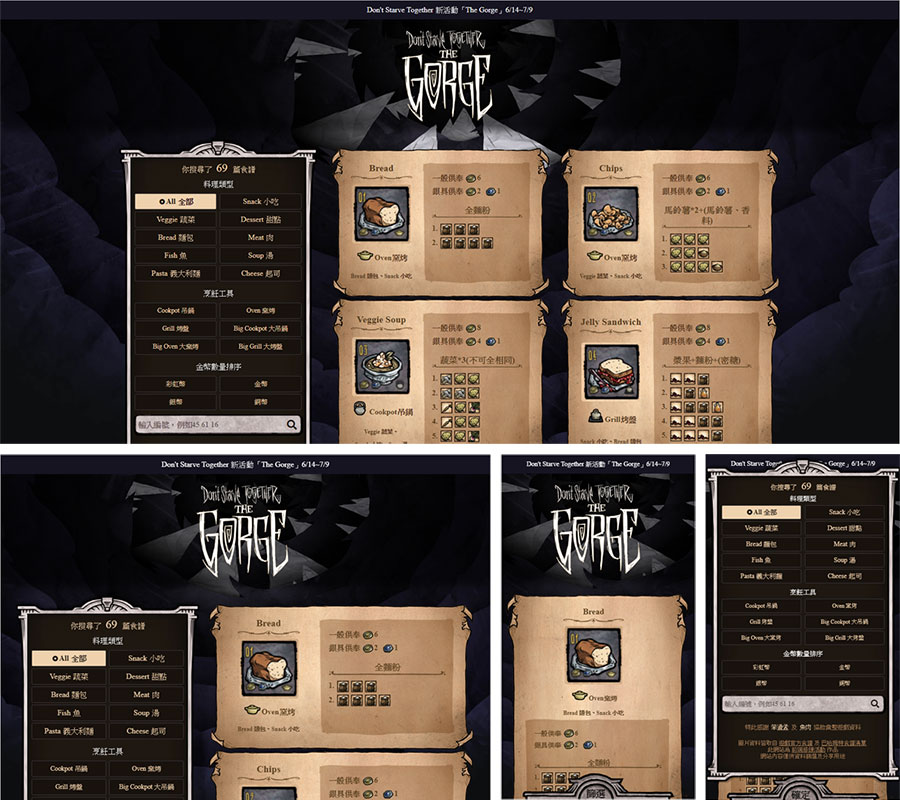 Don't Starve Together 新活動「The Gorge」6/14~7/9
Don't Starve TOGETHER
THE
GORGE
你搜尋了 69 篇食譜
料理類型
All 全部
Snack 小吃
Veggie 蔬菜
Dessert 甜點
Bread 麵包
Meat 肉
Fish 魚
Soup 湯
Pasta 義大利麵
Cheese 起司
烹飪工具
Cookpot 吊鍋
Oven 窯烤
Grill 烤盤
Big Cookpot 大吊鍋
Big Oven 大窯烤
Big Grill 大烤盤
金幣數量排序
彩虹幣
金幣
銀幣
銅幣
輸入編號，例如45 61 16
Bread
01
Oven窯烤
Bread 麵包、Snack 小吃
一般供奉 6
銀具供奉 2 1
全麵粉
1.
2.
Chips
02
Oven窯烤
Veggie 蔬菜、Snack 小吃
一般供奉 6
銀具供奉 2 1
馬鈴薯*2+(馬鈴薯、香料)
1.
2.
3.
Veggie Soup
03
Cookpot吊鍋
Veggie 蔬菜、
一般供奉 8
銀具供奉 4 1
蔬菜*3(不可全相同)
1.
2.
3.
4.
5.
Jelly Sandwich
04
Grill烤盤
Snack 小吃、Bread 麵包
一般供奉 8
銀具供奉 4 1
漿果+麵粉+(蜜糖)
1.
2.
3.
4.
5.
Don't Starve Together 新活動「The Gorge」6/14~7/9
Don't Starve TOGETHER
THE
GORGE
你搜尋了 69 篇食譜
料理類型
All 全部
Snack 小吃
Veggie 蔬菜
Dessert 甜點
Bread 麵包
Meat 肉
Fish 魚
Soup 湯
Pasta 義大利麵
Cheese 起司
烹飪工具
Cookpot 吊鍋
Oven 窯烤
Grill 烤盤
Big Cookpot 大吊鍋
Bread
01
Oven窯烤
Bread 麵包、Snack 小吃
一般供奉 6
銀具供奉 2 1
全麵粉
1.
2.
Chips
一般供奉 6
Don't Starve Together 新活動「The Gorge」6/14~7/9
Don't Starve TOGETHER
THE
GORGE
Bread
01
Oven窯烤
Bread 麵包、Snack 小吃
一般供奉 6
銀具供奉 2 1
全麵粉
1.
篩選
Don't Starve Together 新活動「The Gorge」6/14~7/9
你搜尋了 69 篇食譜
料理類型
All 全部
Snack 小吃
Veggie 蔬菜
Dessert 甜點
Bread 麵包
Meat 肉
Fish 魚
Soup 湯
Pasta 義大利麵
Cheese 起司
烹飪工具
Cookpot 吊鍋
Oven 窯烤
Grill 烤盤
Big Cookpot 大吊鍋
Big Oven 大窯烤
Big Grill 大烤盤
金幣數量排序
彩虹幣
金幣
銀幣
銅幣
輸入編號，例如45 61 16
特此感謝
確定